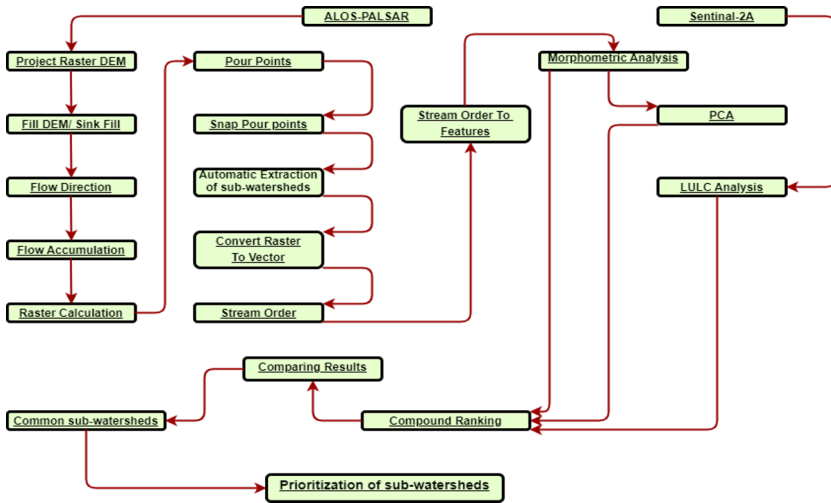 ALOS-PALSAR
Sentinal-2A
Project Raster DEM
Pour Points
Morphometric Analysis
Fill DEM/ Sink Fill
Snap Pour points
Stream Order To
Features
PCA
Flow Direction
Automatic Extraction
of sub-watersheds
LULC Analysis
Flow Accumulation
Convert Raster
To Vector
Raster Calculation
Stream Order
Comparing Results
Common sub-watersheds
Compound Ranking
Prioritization of sub-watersheds